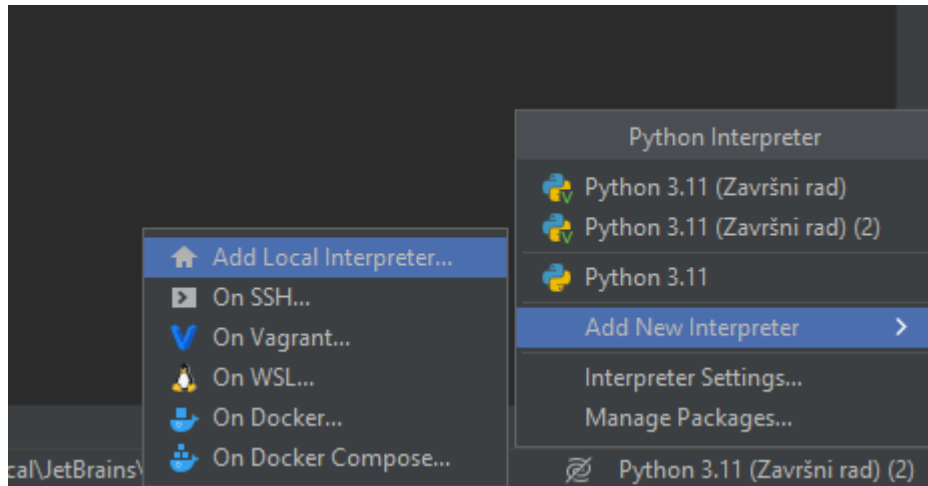 Python Interpreter
Python 3.11 (Završni rad)
Python 3.11 (Završni rad) (2)
Python 3.11
Add New Interpreter
Interpreter Settings...
Manage Packages...
Add Local Interpreter...
On SSH...
On Vagrant...
On WSL...
On Docker...
On Docker Compose...
cal\JetBrains\
Python 3.11 (Završni rad) (2)